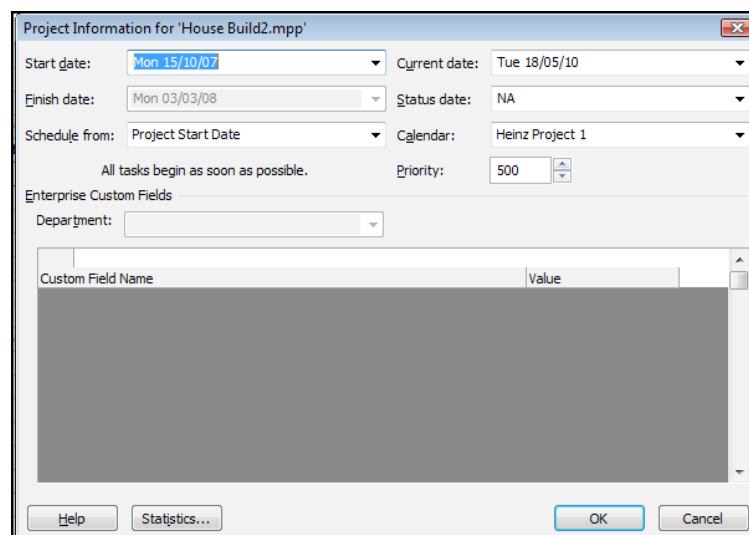 Project Information for 'House Build2.mpp'
Start date: Mon 15/10/07 Current date: Tue 18/05/10
Finish date: Mon 03/03/08 Status date: NA
Schedule from: Project Start Date Calendar: Heinz Project 1
All tasks begin as soon as possible. Priority: 500
Enterprise Custom Fields
Department:
Custom Field Name Value
Help Statistics... OK Cancel